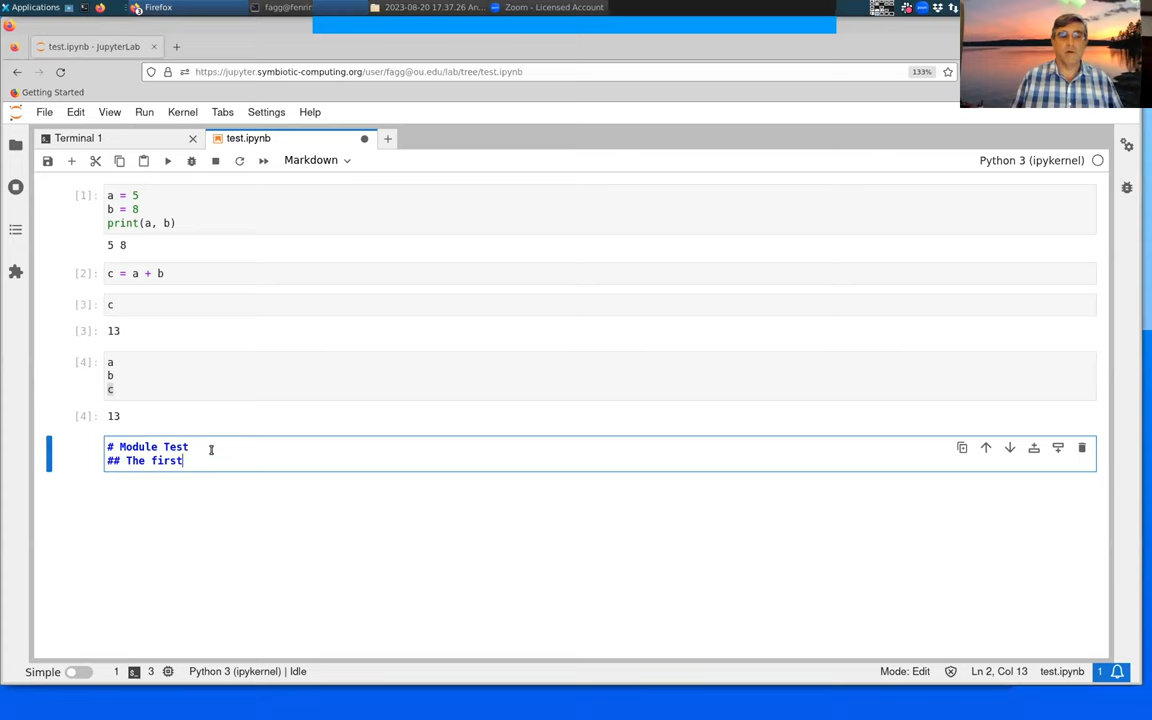 Applications
Firefox
fagg@fenrir
2023-08-20 17.37.26 An...
Zoom - Licensed Account
test.ipynb - JupyterLab
https://jupyter.symbiotic-computing.org/user/fagg@ou.edu/lab/tree/test.ipynb
133%
Getting Started
File Edit View Run Kernel Tabs Settings Help
Terminal 1
test.ipynb
Markdown
Python 3 (ipykernel)
[1]: a = 5
b = 8
print(a, b)
5 8
[2]: c = a + b
[3]: c
[3]: 13
[4]: a
b
c
[4]: 13
# Module Test
## The first
Simple 1 3 Python 3 (ipykernel) | Idle Mode: Edit Ln 2, Col 13 test.ipynb 1